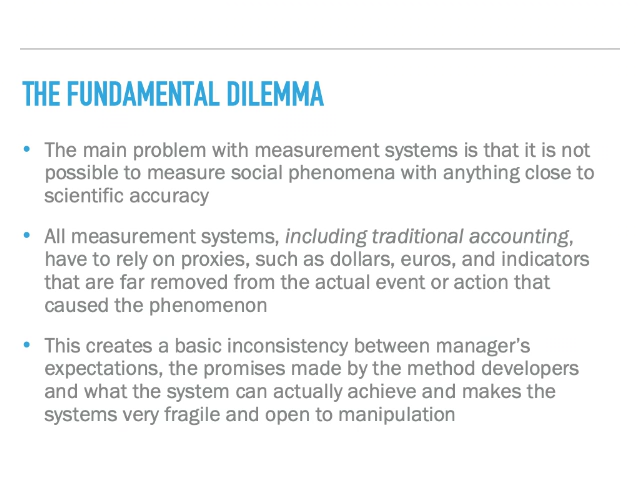 THE FUNDAMENTAL DILEMMA
• The main problem with measurement systems is that it is not
possible to measure social phenomena with anything close to
scientific accuracy
• All measurement systems, including traditional accounting,
have to rely on proxies, such as dollars, euros, and indicators
that are far removed from the actual event or action that
caused the phenomenon
• This creates a basic inconsistency between manager’s
expectations, the promises made by the method developers
and what the system can actually achieve and makes the
systems very fragile and open to manipulation